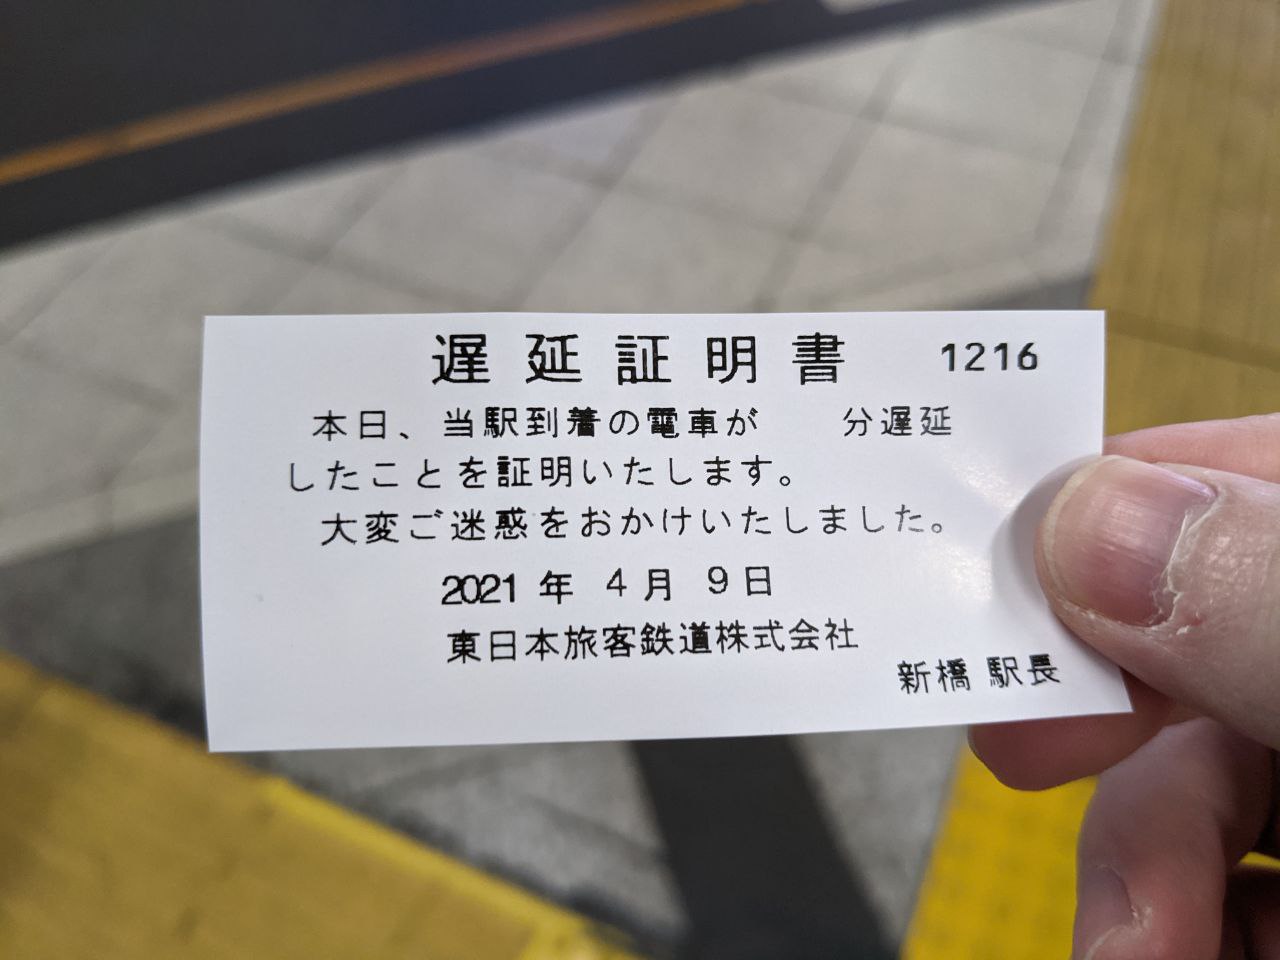 遅延証明書 1216
本日、当駅到着の電車が　　分遅延
したことを証明いたします。
大変ご迷惑をおかけいたしました。
2021 年 4月 9日
東日本旅客鉄道株式会社
新橋 駅長